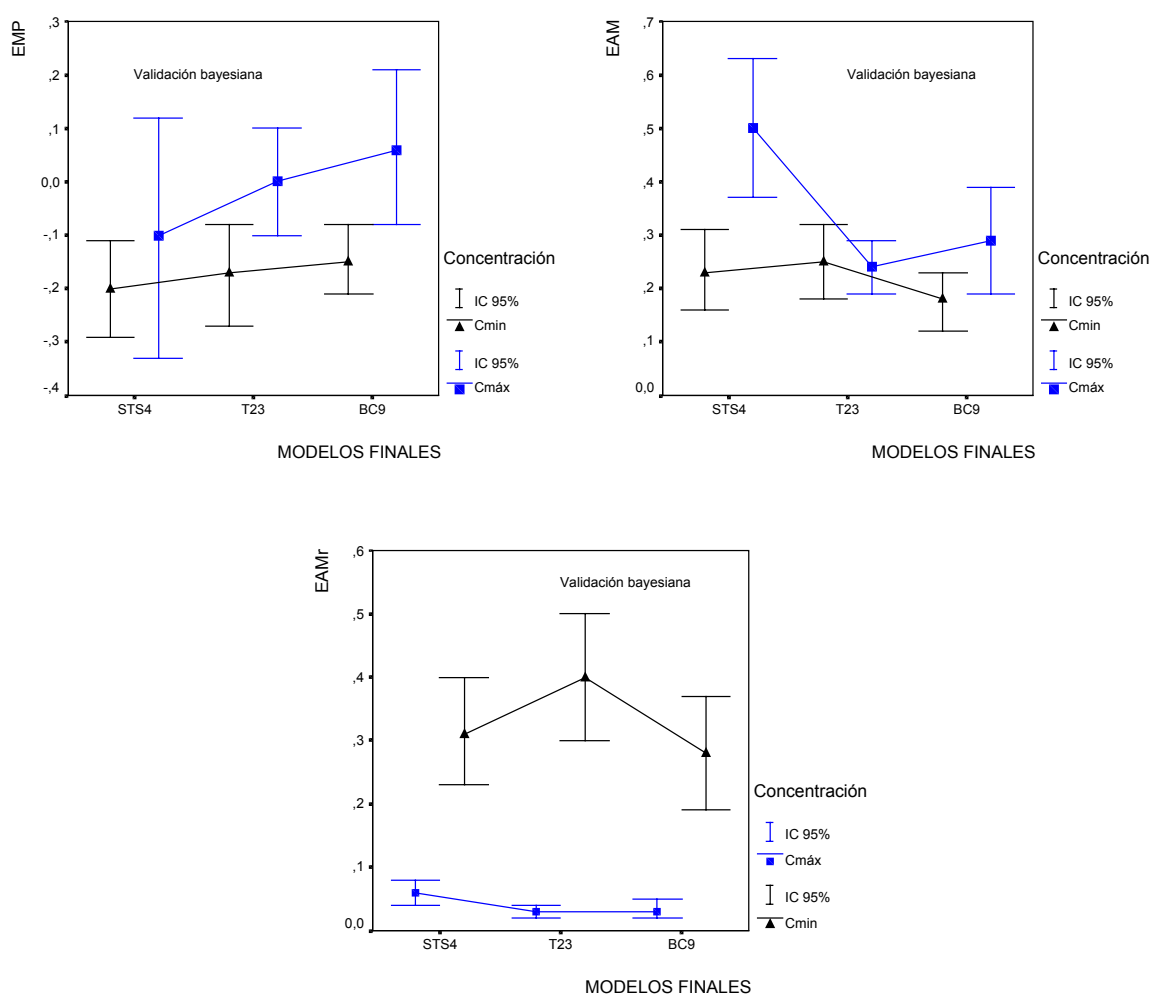 EMP
,3
,2
,1
0,0
-,1
-,2
-,3
-,4
Validación bayesiana
STS4 T23 BC9
MODELOS FINALES
Concentración
IC 95%
Cmin
IC 95%
Cmáx
EAM
,7
,6
,5
,4
,3
,2
,1
0,0
Validación bayesiana
STS4 T23 BC9
MODELOS FINALES
Concentración
IC 95%
Cmin
IC 95%
Cmáx
EAMr
,6
,5
,4
,3
,2
,1
0,0
Validación bayesiana
STS4 T23 BC9
MODELOS FINALES
Concentración
IC 95%
Cmáx
IC 95%
Cmin